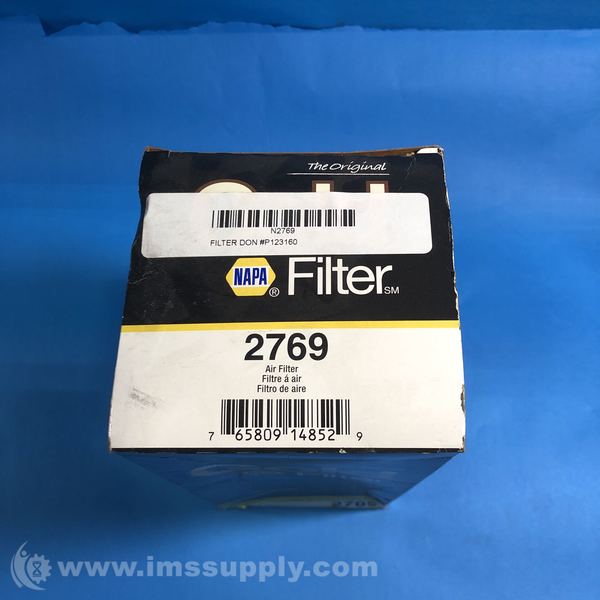 The Original
N2769
FILTER DON #P123160
NAPA ® Filter SM
2769
Air Filter
Filtre á air
Filtro de aire
7 65809 14852 9
2769
www.imssupply.com